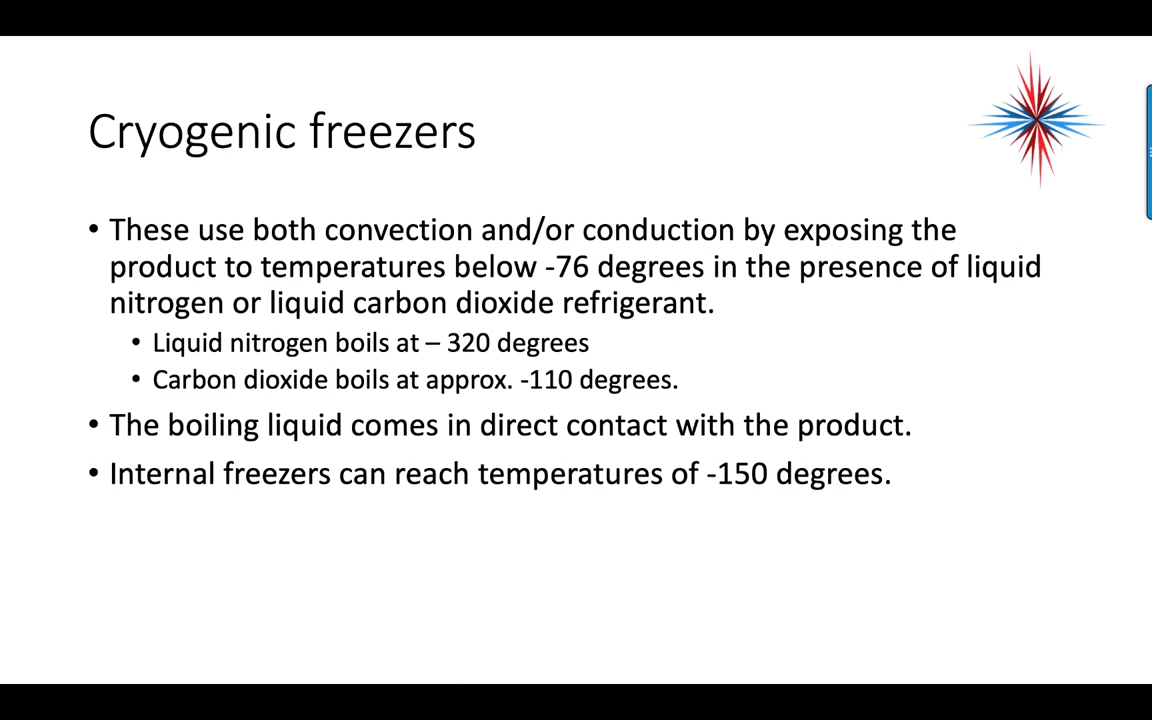 Cryogenic freezers
• These use both convection and/or conduction by exposing the
product to temperatures below -76 degrees in the presence of liquid
nitrogen or liquid carbon dioxide refrigerant.
• Liquid nitrogen boils at – 320 degrees
• Carbon dioxide boils at approx. -110 degrees.
• The boiling liquid comes in direct contact with the product.
• Internal freezers can reach temperatures of -150 degrees.